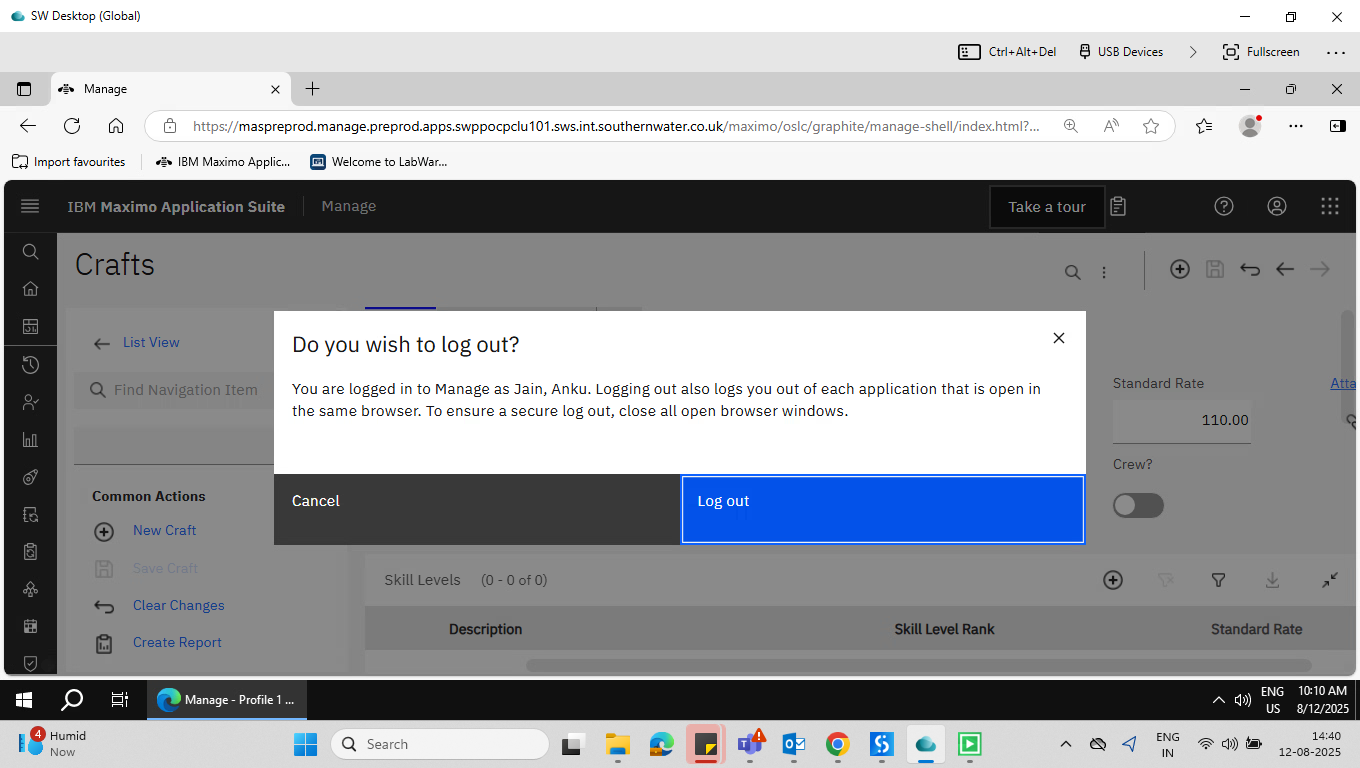 SW Desktop (Global)
Ctrl+Alt+Del
USB Devices
Fullscreen
Manage
https://maspreprod.manage.preprod.apps.swppocpclu101.sws.int.southernwater.co.uk/maximo/oslc/graphite/manage-shell/index.html?...
Import favourites
IBM Maximo Applic...
Welcome to LabWar...
IBM Maximo Application Suite
Manage
Take a tour
Crafts
List View
Find Navigation Item
Do you wish to log out?
You are logged in to Manage as Jain, Anku. Logging out also logs you out of each application that is open in
the same browser. To ensure a secure log out, close all open browser windows.
Cancel
Log out
Standard Rate
Atta
110.00
Crew?
Common Actions
New Craft
Save Craft
Clear Changes
Create Report
Skill Levels (0 - 0 of 0)
Description
Skill Level Rank
Standard Rate
Manage - Profile 1 ...
ENG
US
10:10 AM
8/12/2025
4
Humid
Now
Search
ENG
IN
14:40
12-08-2025